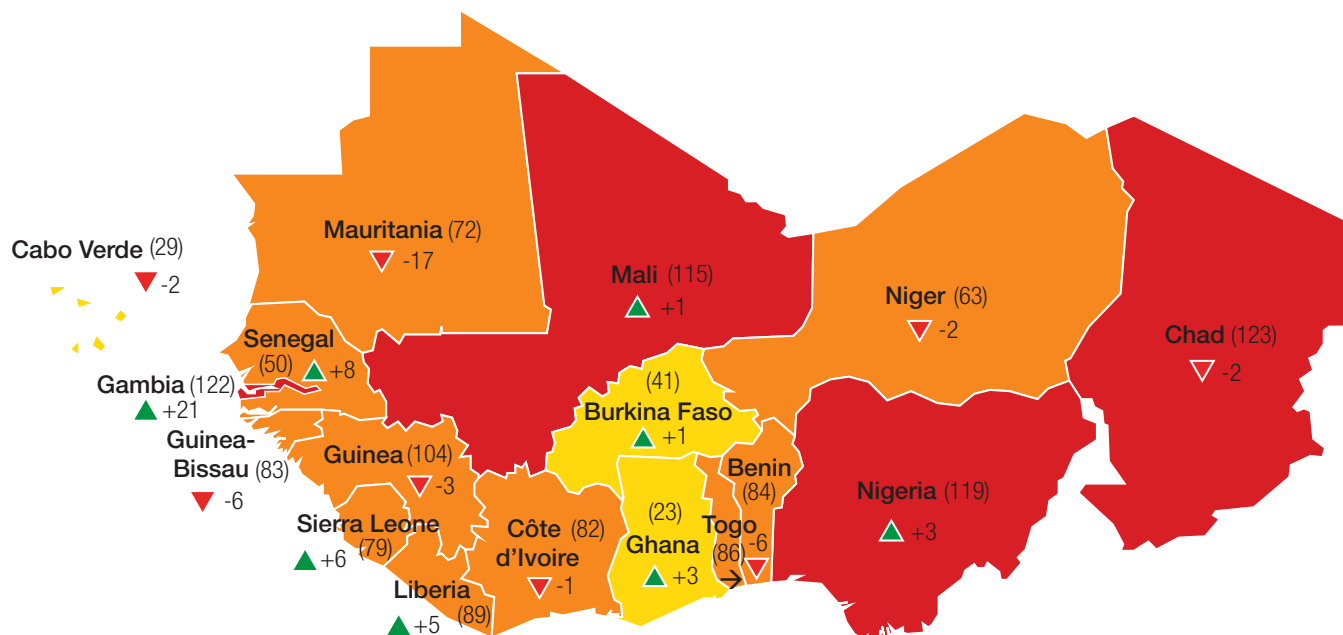 Mauritania (72)
-17
Cabo Verde (29)
-2
Mali (115)
+1
Niger (63)
-2
Chad (123)
-2
Senegal
(50)
+8
Gambia (122)
+21
Guinea-
Bissau (83)
-6
Guinea (104)
-3
(41)
Burkina Faso
+1
Benin
(84)
-6
Nigeria (119)
+3
Sierra Leone
(79)
+6
Côte (82)
d’Ivoire
-1
(23)
Ghana
+3
Togo
(86)
→
Liberia
(89)
+5